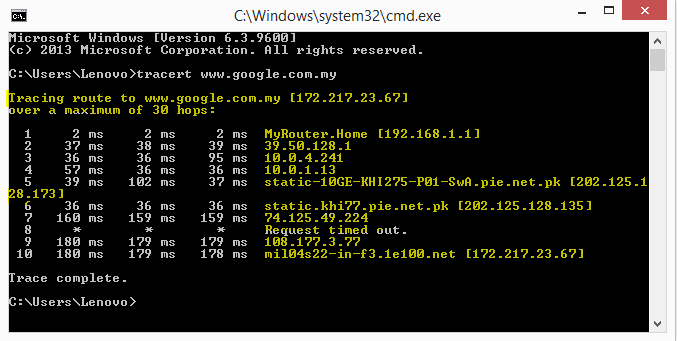 C:\Windows\system32\cmd.exe
Microsoft Windows [Version 6.3.9600]
(c) 2013 Microsoft Corporation. All rights reserved.
C:\Users\Lenovo>tracert www.google.com.my
Tracing route to www.google.com.my [172.217.23.67]
over a maximum of 30 hops:
1 2 ms 2 ms 2 ms MyRouter.Home [192.168.1.1]
2 37 ms 38 ms 39 ms 39.50.128.1
3 36 ms 36 ms 95 ms 10.0.4.241
4 57 ms 36 ms 36 ms 10.0.1.13
5 39 ms 102 ms 37 ms static-10GE-KHI275-P01-SwA.pie.net.pk [202.125.1
28.173]
6 36 ms 36 ms 36 ms static.khi77.pie.net.pk [202.125.128.135]
7 160 ms 159 ms 159 ms 74.125.49.224
8 * * * Request timed out.
9 180 ms 179 ms 179 ms 108.177.3.77
10 180 ms 179 ms 178 ms mil04s22-in-f3.1e100.net [172.217.23.67]
Trace complete.
C:\Users\Lenovo>